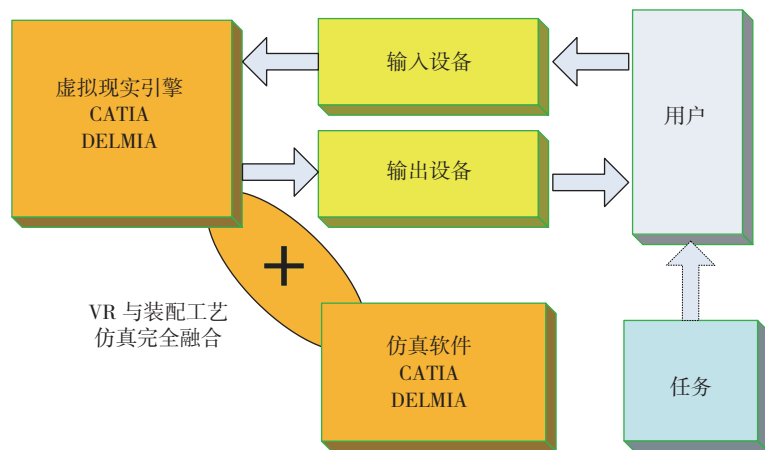 虚拟现实引擎
CATIA
DELMIA
输入设备
输出设备
用户
+
VR 与装配工艺
仿真完全融合
仿真软件
CATIA
DELMIA
任务